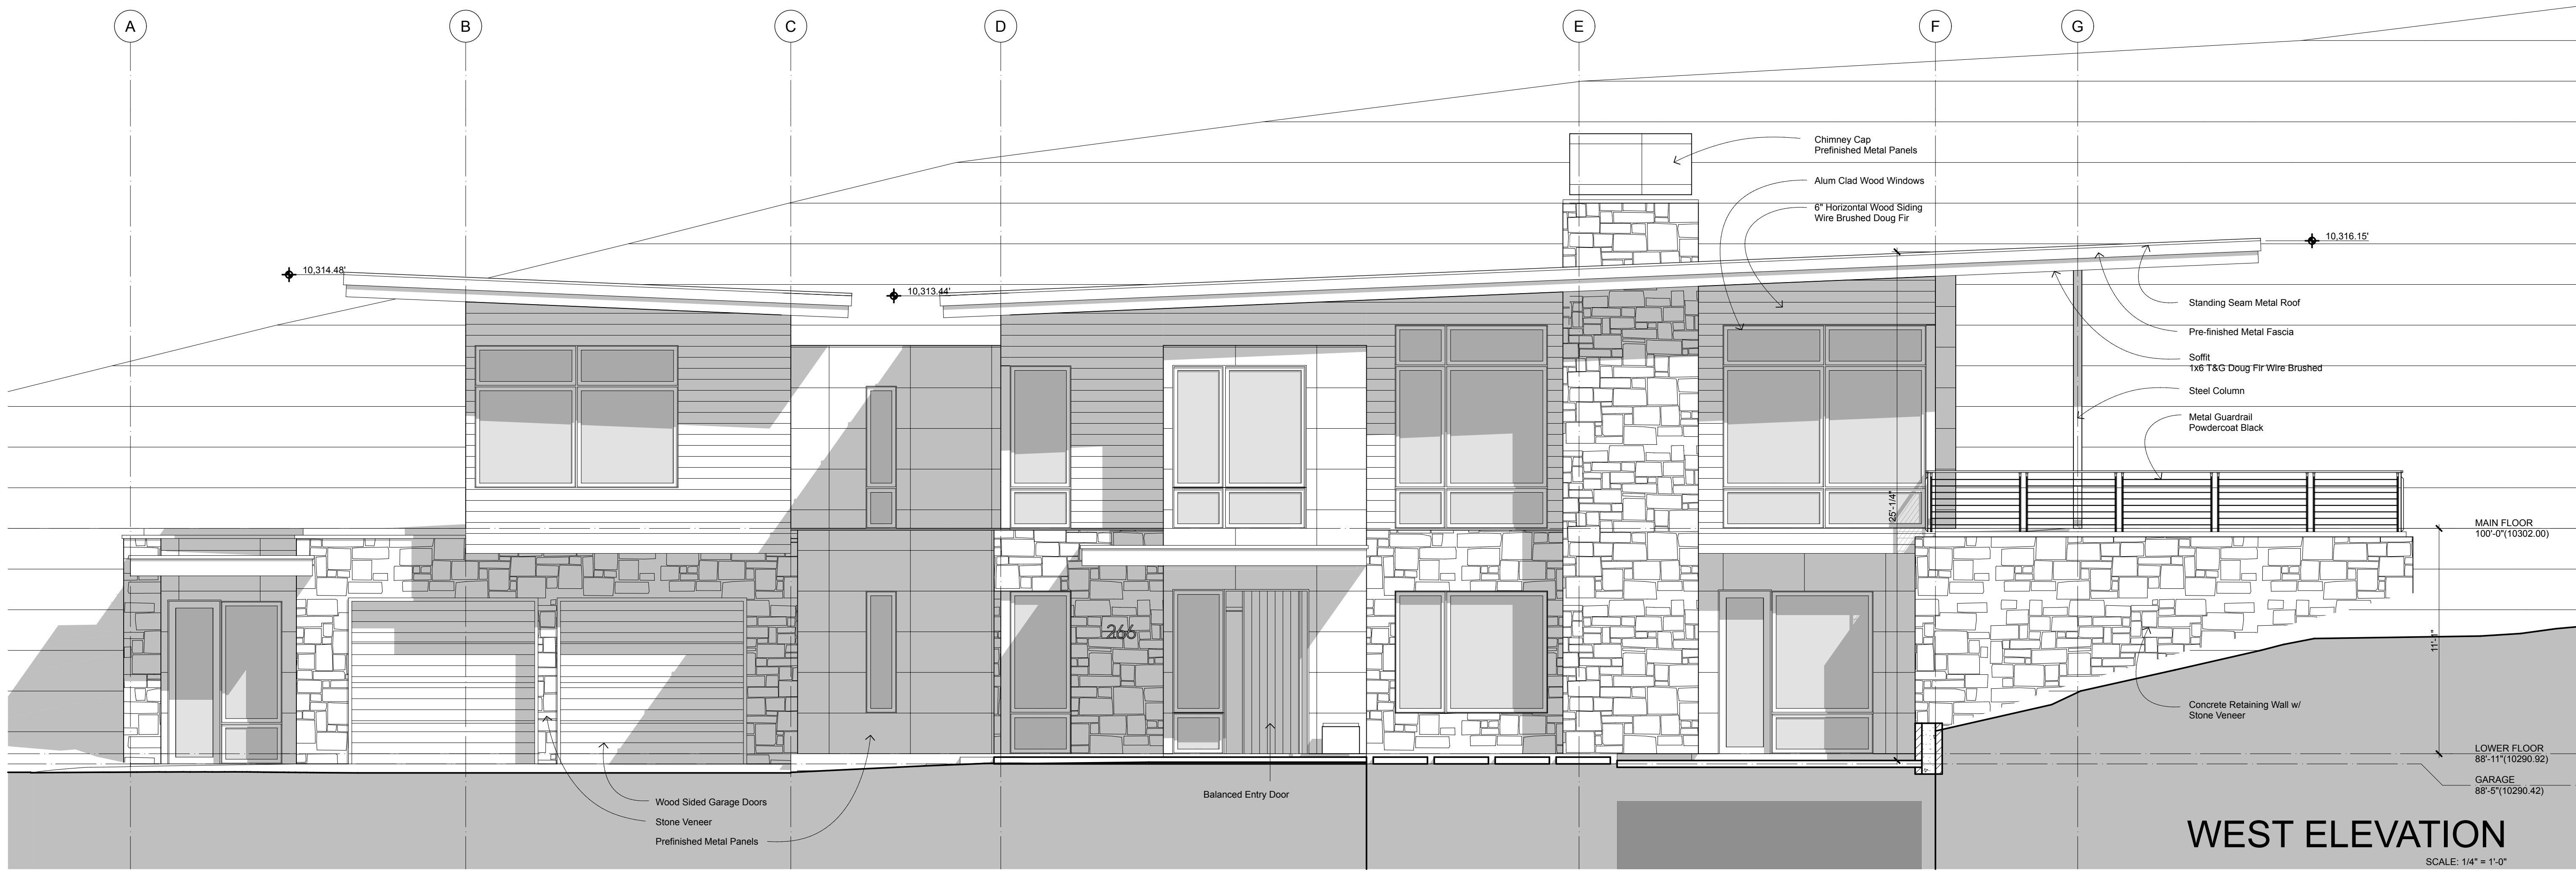 A
B
C
D
E
F
G
Chimney Cap
Prefinished Metal Panels
Alum Clad Wood Windows
6" Horizontal Wood Siding
Wire Brushed Doug Fir
10,316.15'
10,314.48'
10,313.44'
Standing Seam Metal Roof
Pre-finished Metal Fascia
Soffit
1x6 T&G Doug Fir Wire Brushed
Steel Column
Metal Guardrail
Powdercoat Black
25'-1/4"
MAIN FLOOR
100'-0"(10302.00)
266
11'-1"
Concrete Retaining Wall w/
Stone Veneer
LOWER FLOOR
88'-11"(10290.92)
GARAGE
88'-5"(10290.42)
Balanced Entry Door
Wood Sided Garage Doors
Stone Veneer
Prefinished Metal Panels
WEST ELEVATION
SCALE: 1/4" = 1'-0"